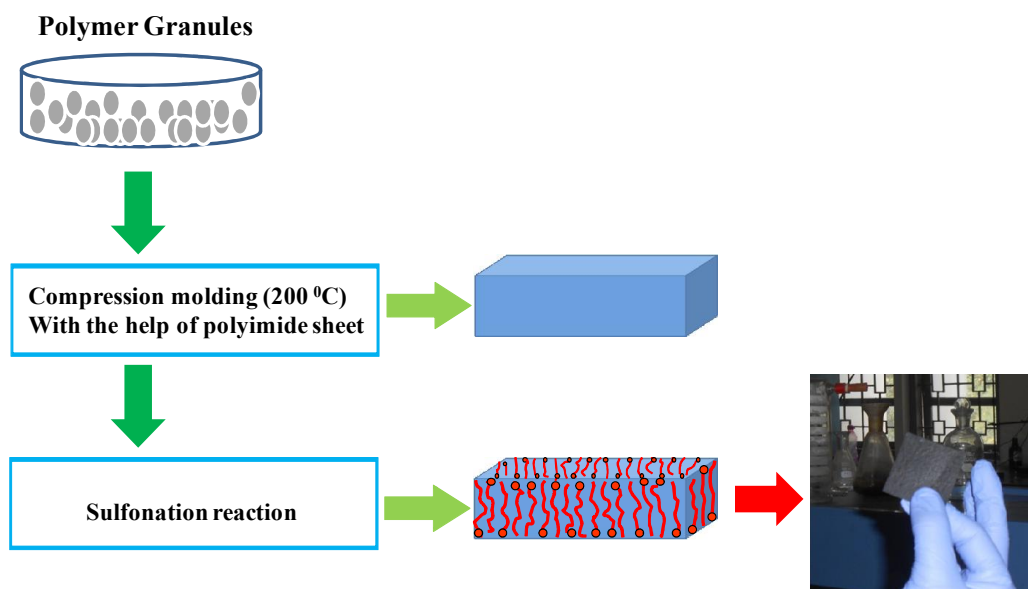 Polymer Granules
Compression molding (200 ⁰C)
With the help of polyimide sheet
Sulfonation reaction